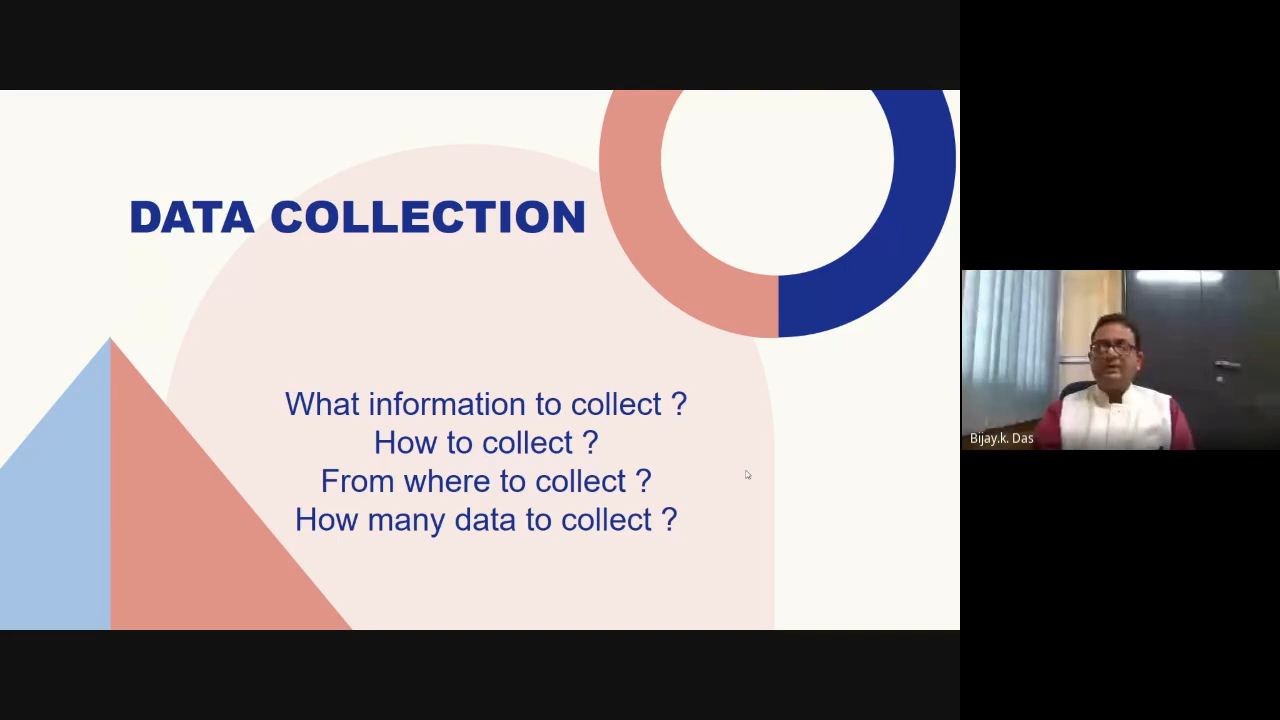 DATA COLLECTION
What information to collect ?
How to collect ?
From where to collect ?
How many data to collect ?
Bijay.k. Das